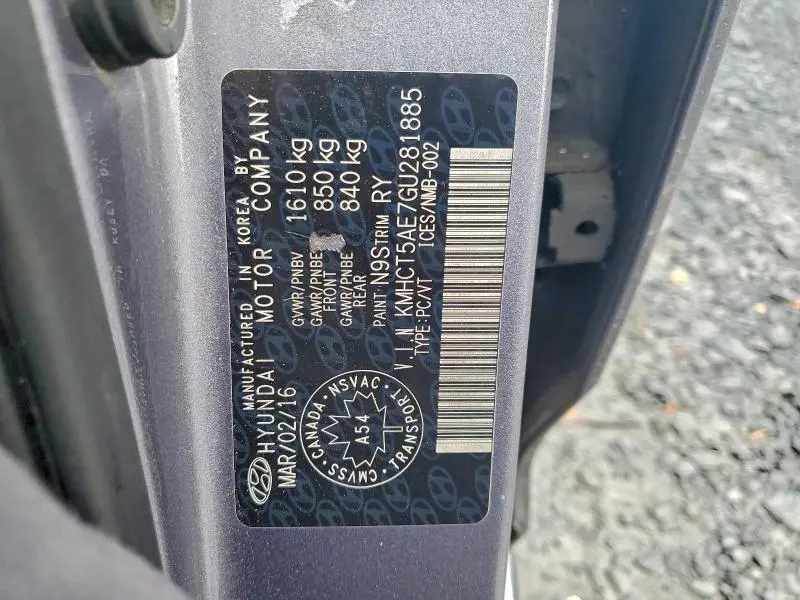 MANUFACTURED IN KOREA BY
HYUNDAI MOTOR COMPANY
MAR/02/16
GVWR/PNBV 1610 kg
GAWR/PNBE FRONT 850 kg
GAWR/PNBE REAR 840 kg
PAINT: N9S TRIM RY
V.I.N KMHCT5AE7GU281885
TYPE:PC/VT ICES/NMB-002
CANADA · NSVAC · TRANSPORT · CMVSS ·
A54